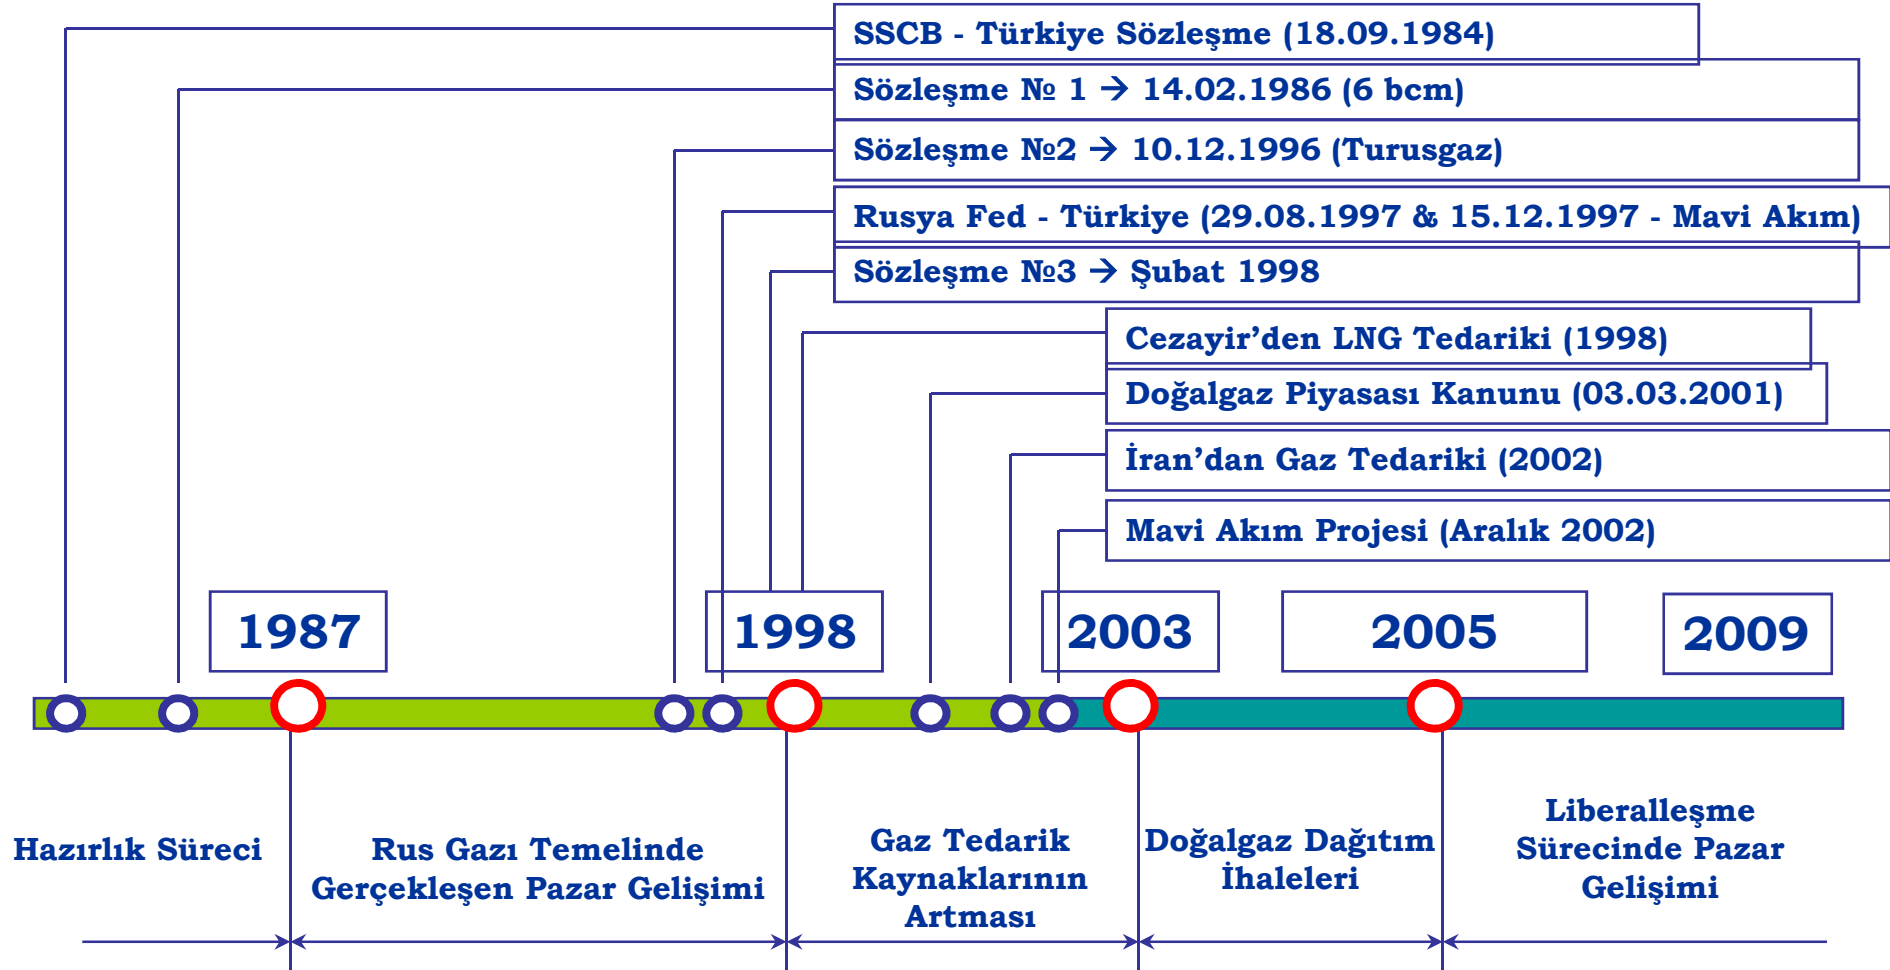 SSCB - Türkiye Sözleşme (18.09.1984)
Sözleşme № 1 → 14.02.1986 (6 bcm)
Sözleşme №2 → 10.12.1996 (Turusgaz)
Rusya Fed - Türkiye (29.08.1997 & 15.12.1997 - Mavi Akım)
Sözleşme №3 → Şubat 1998
Cezayir’den LNG Tedariki (1998)
Doğalgaz Piyasası Kanunu (03.03.2001)
İran’dan Gaz Tedariki (2002)
Mavi Akım Projesi (Aralık 2002)
1987
1998
2003
2005
2009
Hazırlık Süreci
Rus Gazı Temelinde
Gerçekleşen Pazar Gelişimi
Gaz Tedarik
Kaynaklarının
Artması
Doğalgaz Dağıtım
İhaleleri
Liberalleşme
Sürecinde Pazar
Gelişimi